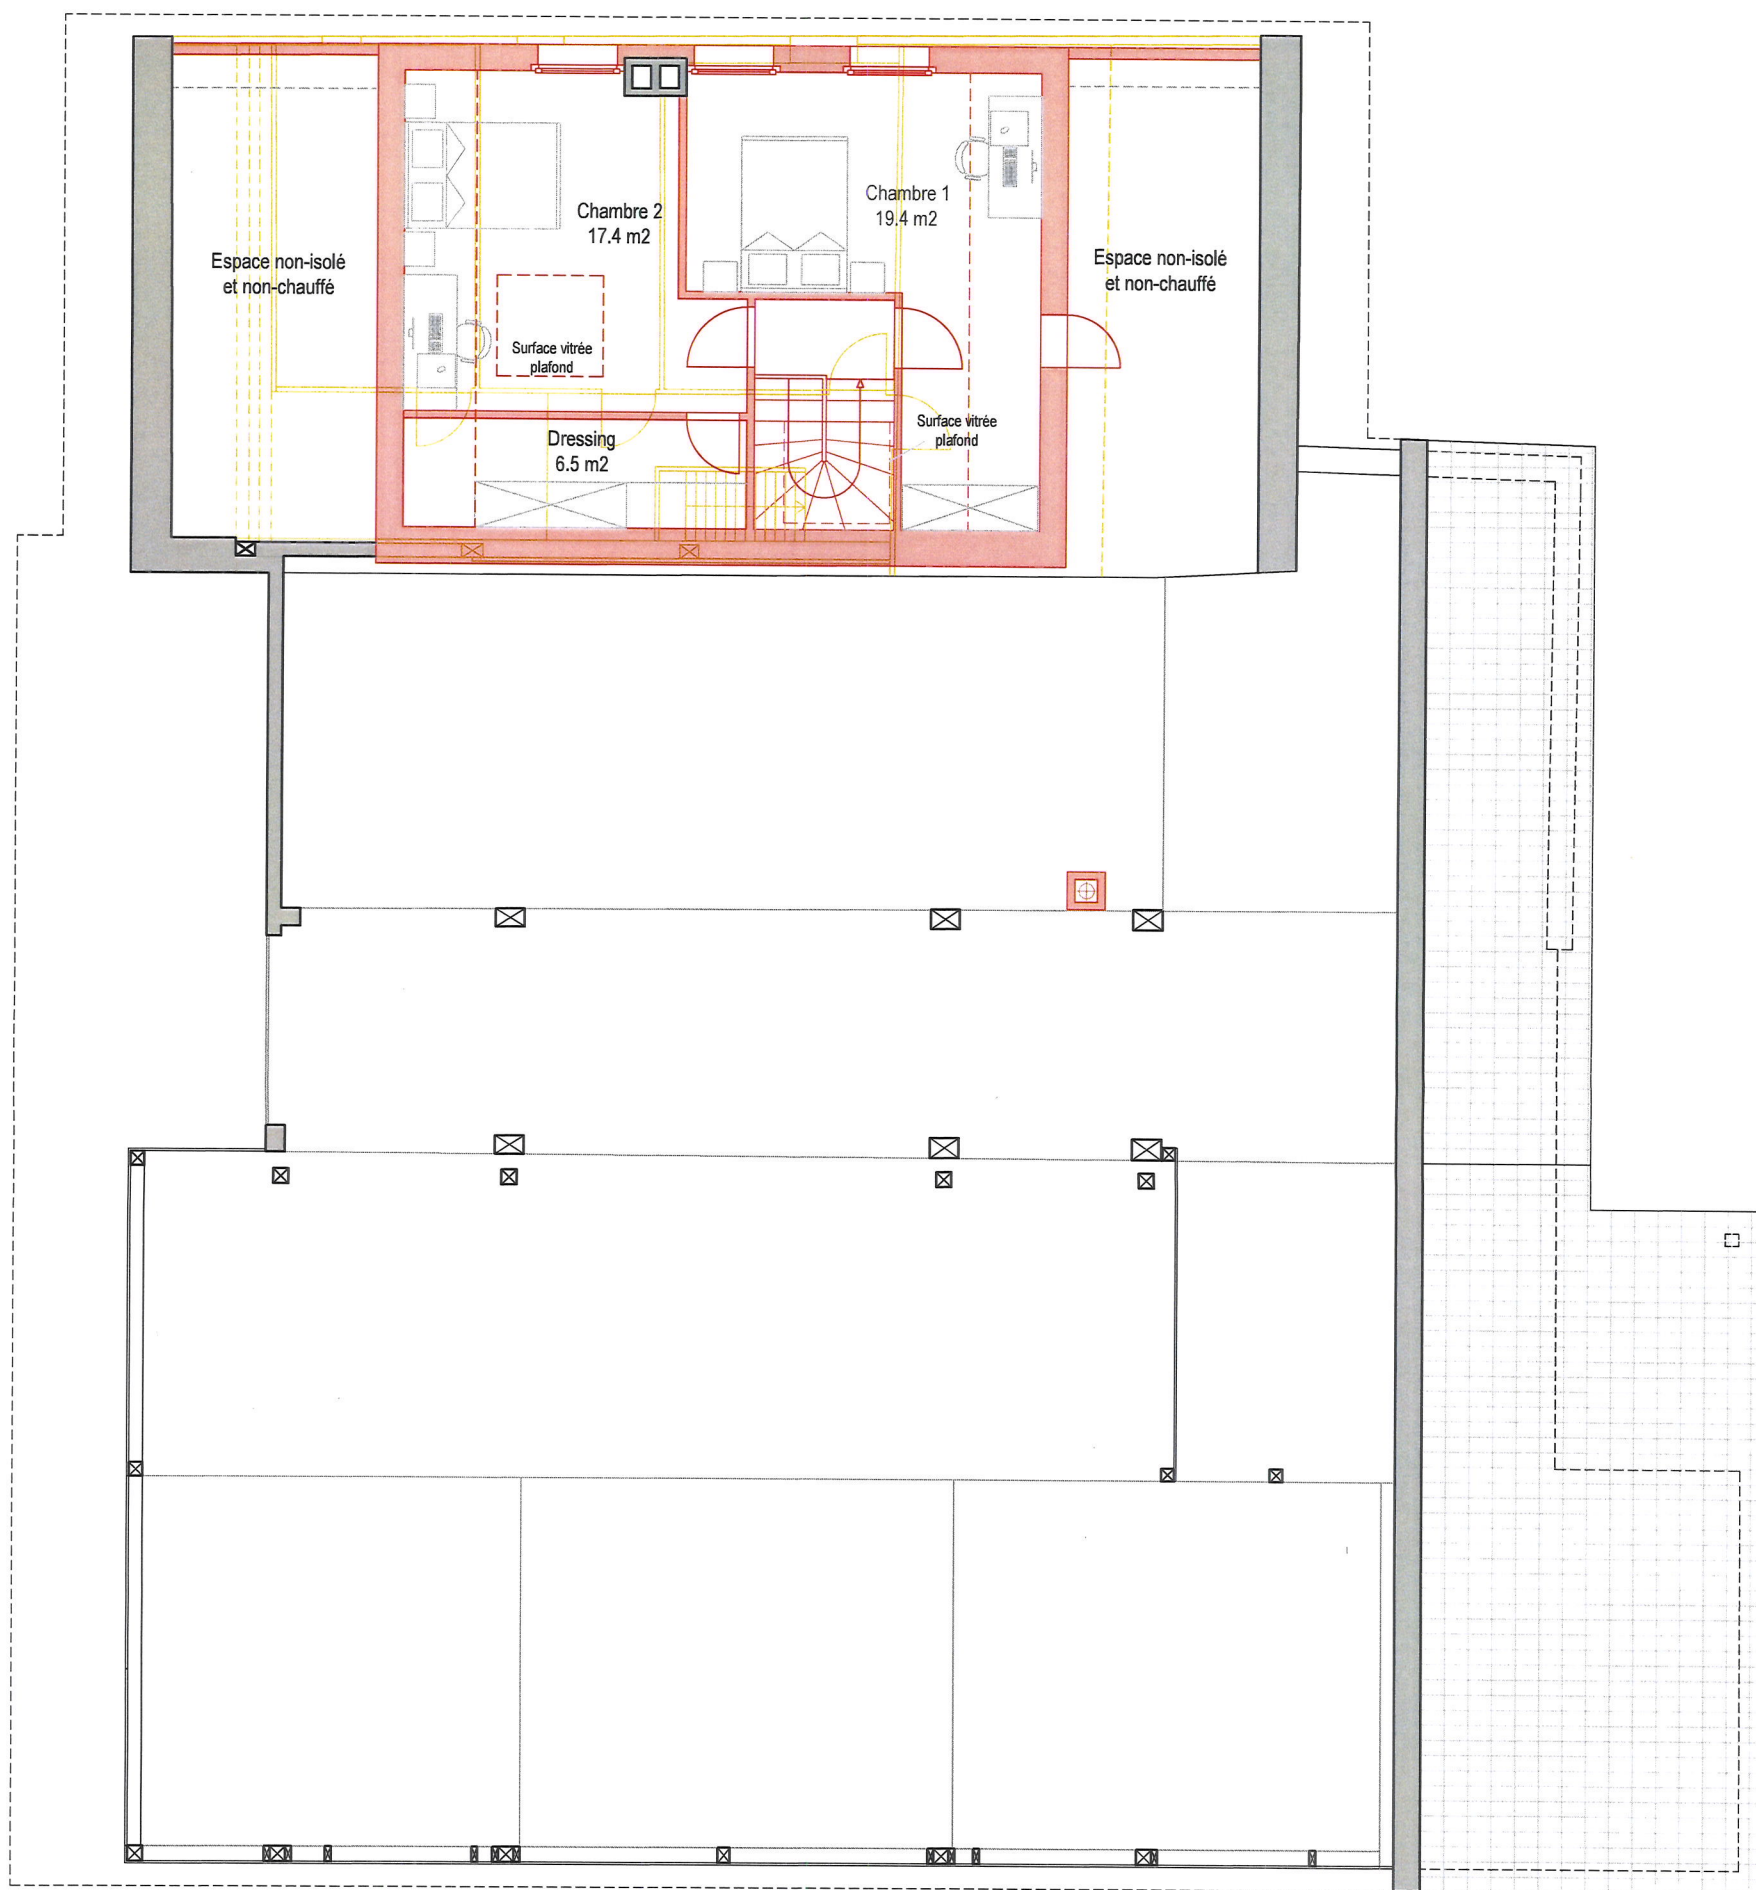 Chambre 1
19.4 m2
Chambre 2
17.4 m2
Espace non-isolé
et non-chauffé
Espace non-isolé
et non-chauffé
Surface vitrée
plafond
Surface vitrée
plafond
Dressing
6.5 m2